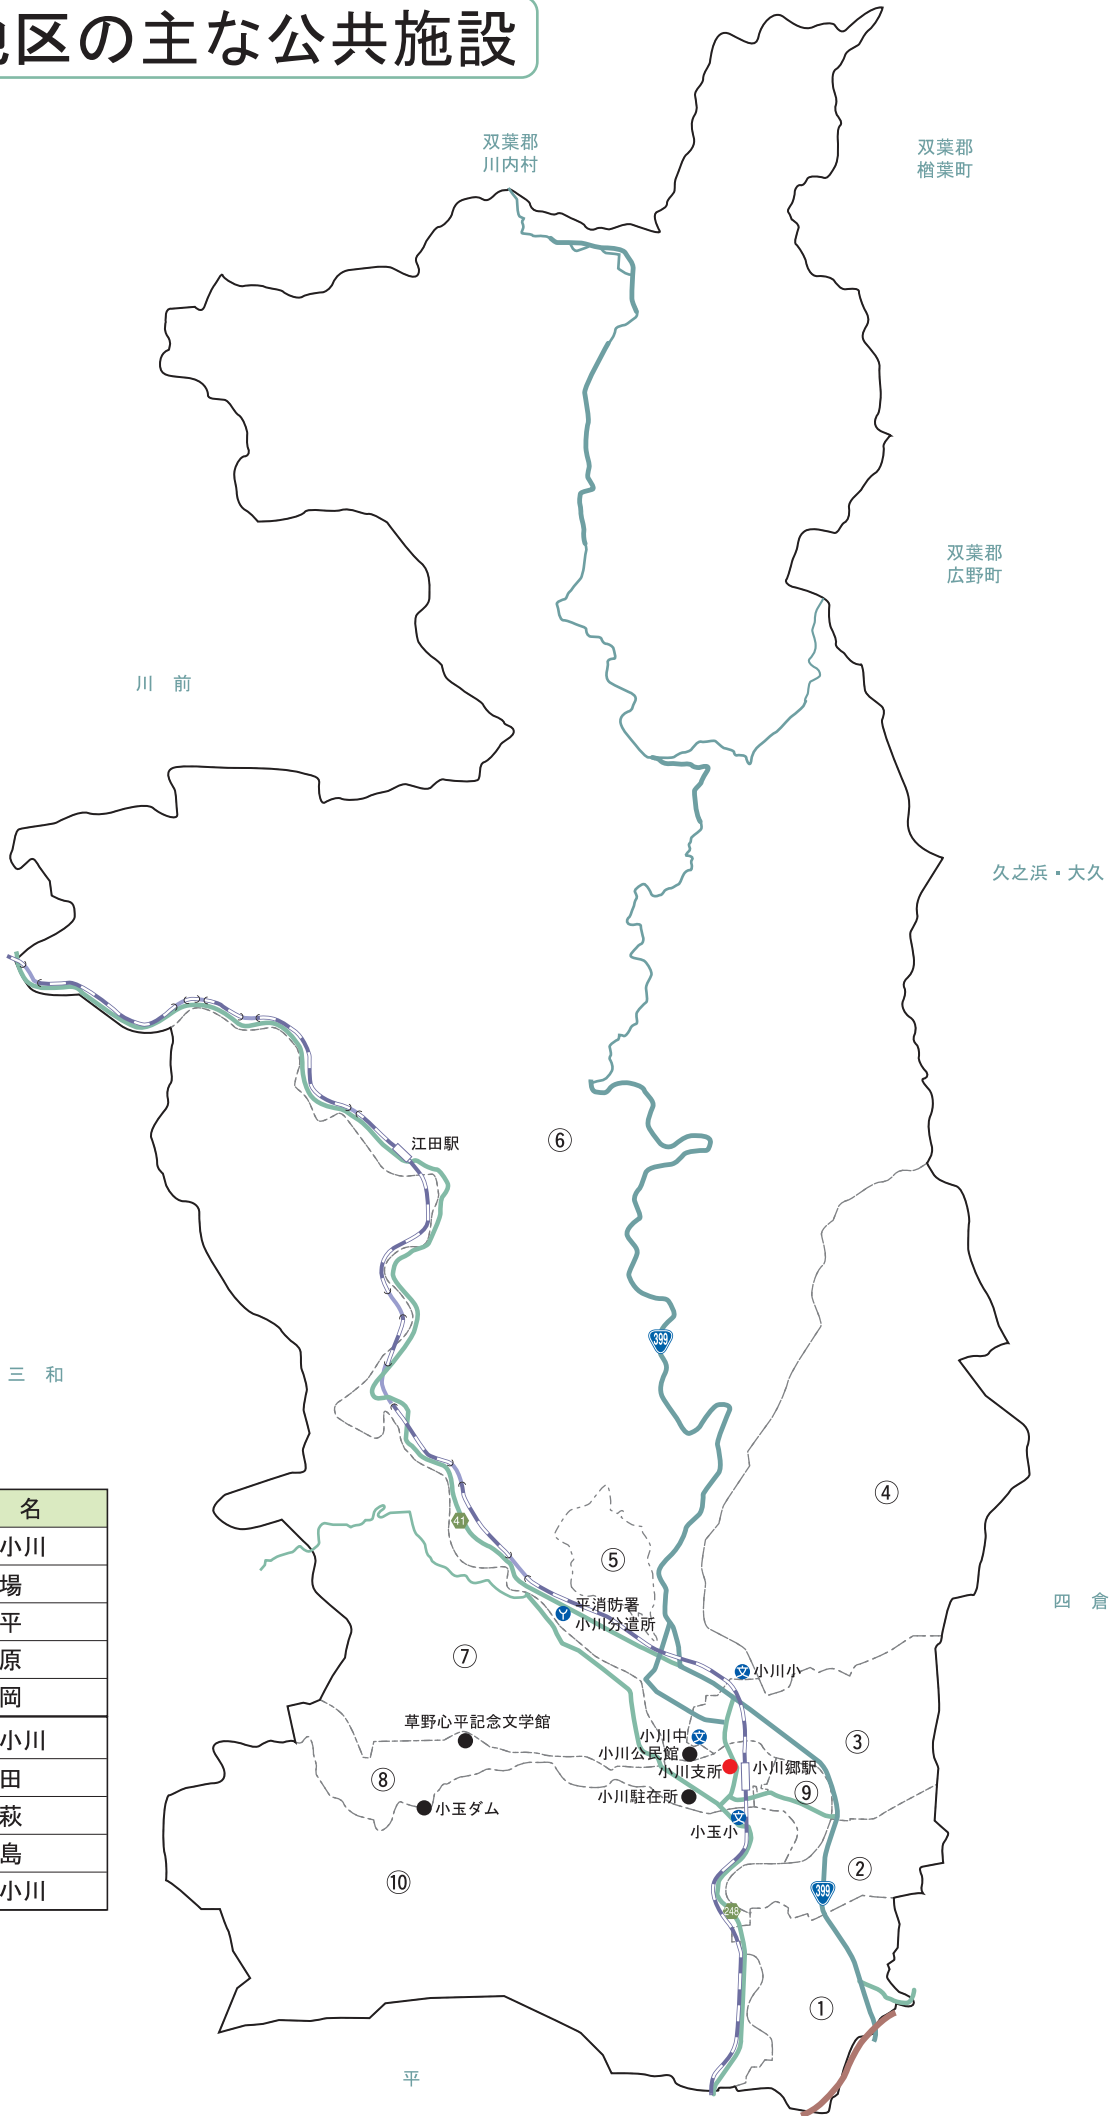 区の主な公共施設
双葉郡
川内村
双葉郡
楢葉町
双葉郡
広野町
川 前
久之浜・大久
江田駅
⑥
399
三 和
④
名
小川
場
平
原
岡
小川
田
萩
島
小川
41
⑤
平消防署
小川分遣所
四 倉
⑦
小川小
草野心平記念文学館
小川中
小川公民館
小川支所
小川郷駅
③
⑧
⑨
小川駐在所
小玉ダム
小玉小
②
⑩
399
248
①
平